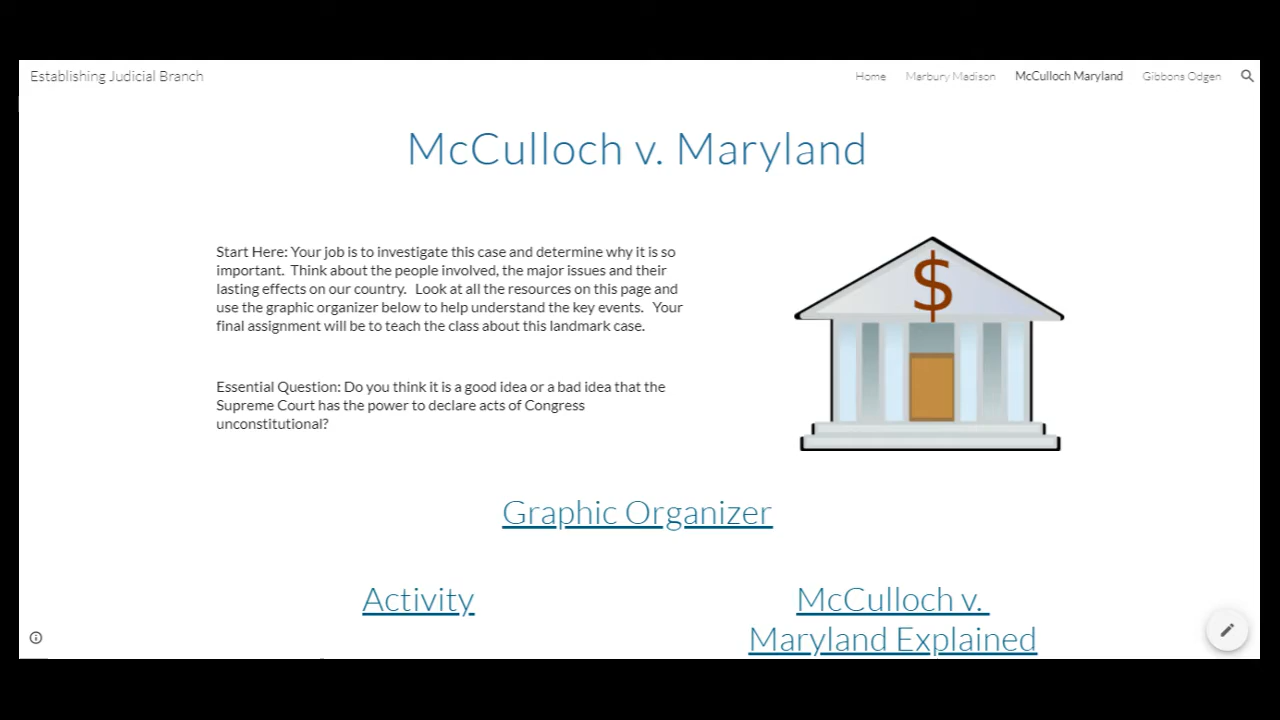 Establishing Judicial Branch
Home Marbury Madison McCulloch Maryland Gibbons Odgen
McCulloch v. Maryland
Start Here: Your job is to investigate this case and determine why it is so
important. Think about the people involved, the major issues and their
lasting effects on our country. Look at all the resources on this page and
use the graphic organizer below to help understand the key events. Your
final assignment will be to teach the class about this landmark case.
Essential Question: Do you think it is a good idea or a bad idea that the
Supreme Court has the power to declare acts of Congress
unconstitutional?
$
Graphic Organizer
Activity
McCulloch v.
Maryland Explained